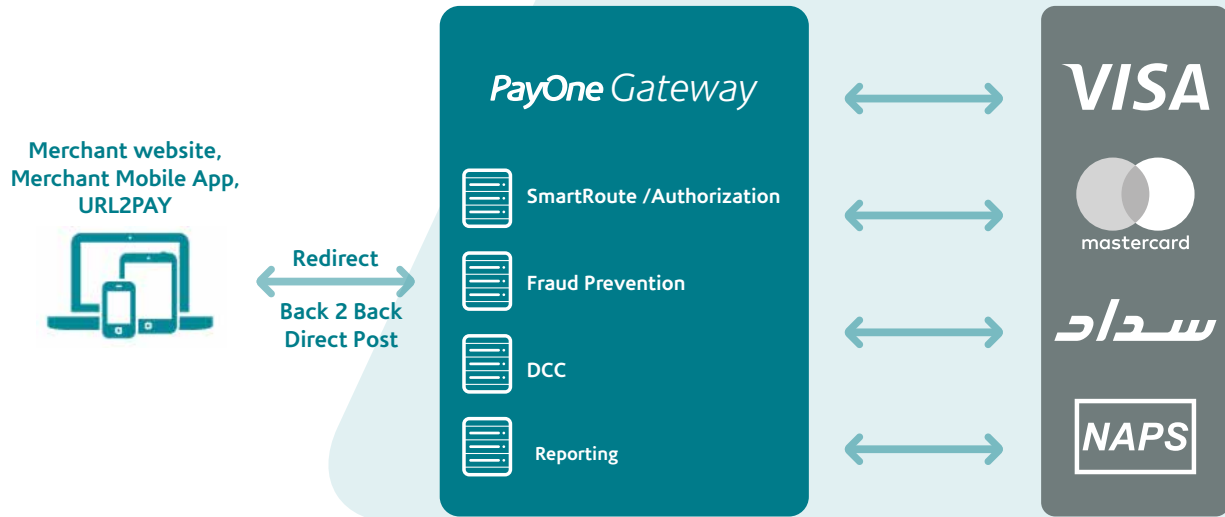 Merchant website,
Merchant Mobile App,
URL2PAY
Redirect
Back 2 Back
Direct Post
PayOne Gateway
SmartRoute /Authorization
Fraud Prevention
DCC
Reporting
VISA
mastercard
سداد
NAPS